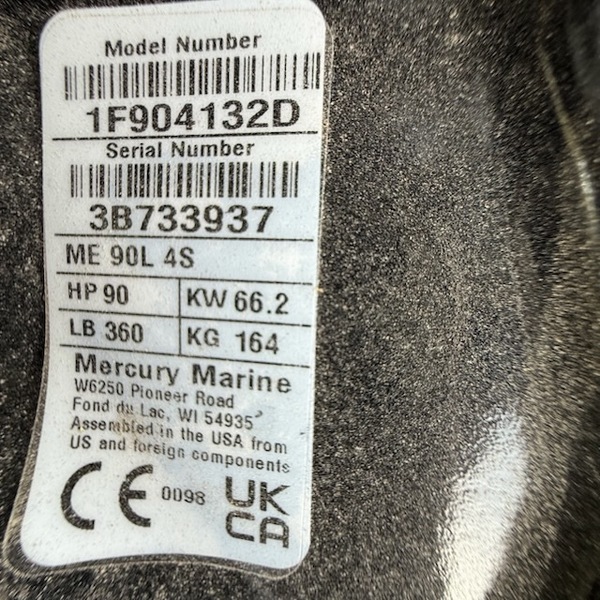 Model Number
1F904132D
Serial Number
3B733937
ME 90L 4S
HP 90 KW 66.2
LB 360 KG 164
Mercury Marine
W6250 Pioneer Road
Fond du Lac, WI 54935
Assembled in the USA from
US and foreign components
CE 0098 UK
CA